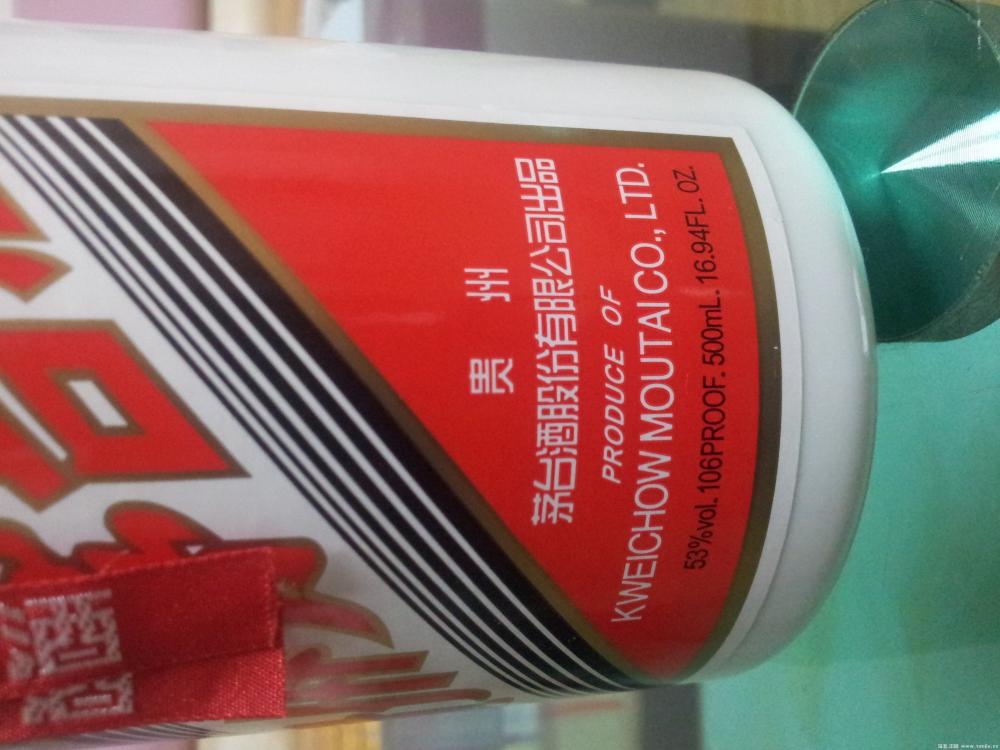 贵 州
茅台酒股份有限公司出品
PRODUCE OF
KWEICHOW MOUTAI CO., LTD.
53%vol. 106PROOF. 500mL. 16.94FL. OZ.